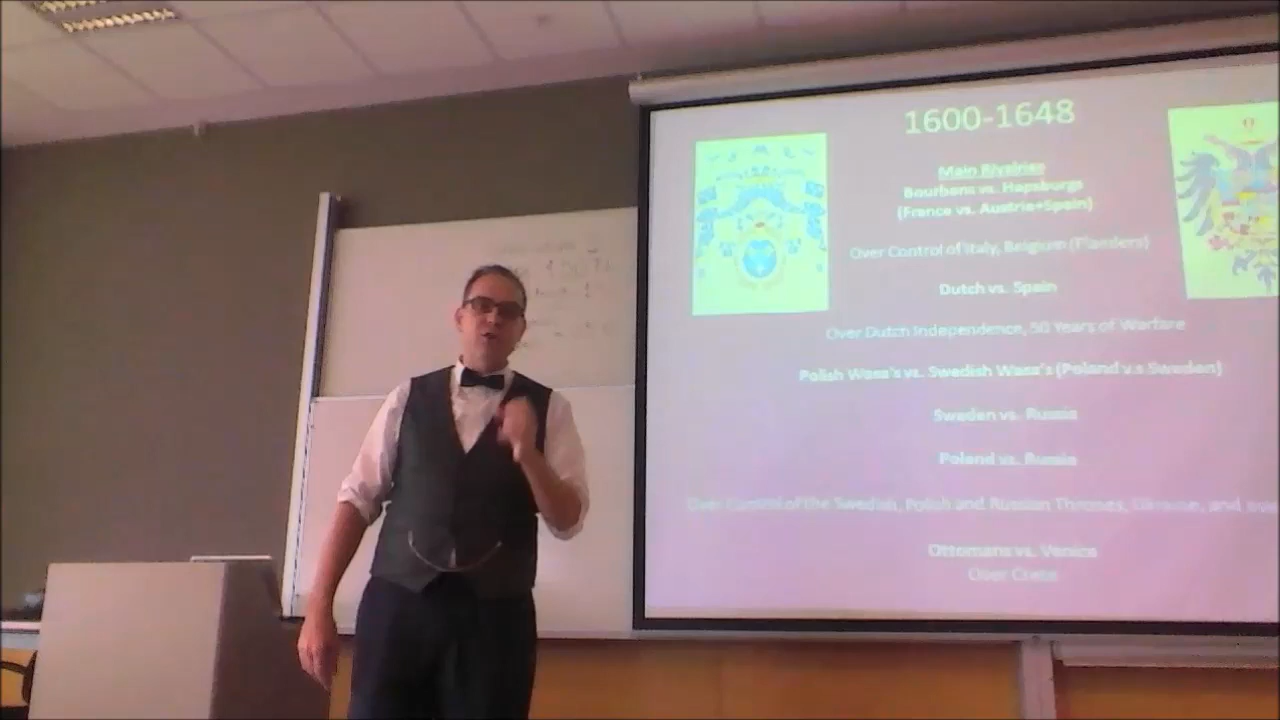 1600-1648
Main Rivalries
Bourbons vs. Hapsburgs
(France vs. Austria+Spain)
Over Control of Italy, Belgium (Flanders)
Dutch vs. Spain
Over Dutch Independence, 50 Years of Warfare
Polish Wasa's vs. Swedish Wasa's (Poland v.s Sweden)
Sweden vs. Russia
Poland vs. Russia
Over Control of the Swedish, Polish and Russian Thrones, Ukraine, and
Ottomans vs. Venice
Over Crete